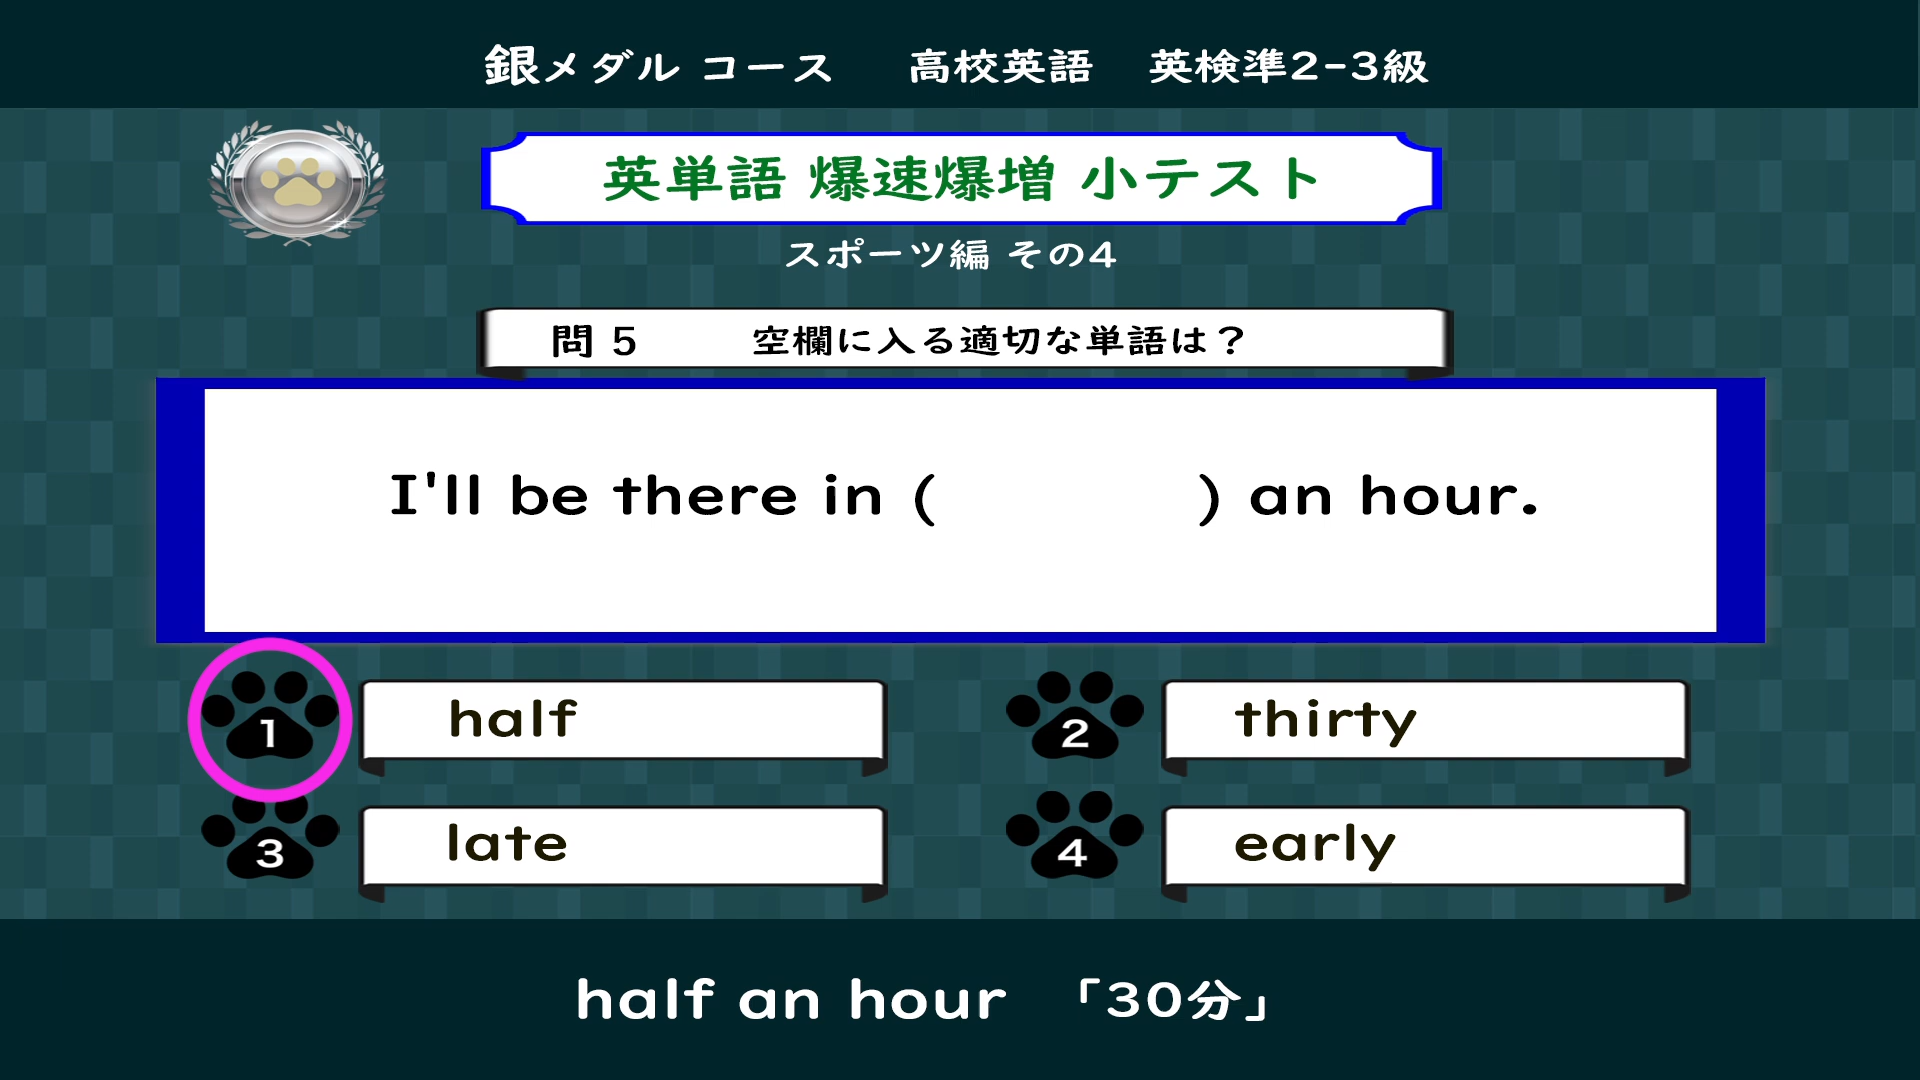 銀メダル コース 高校英語 英検準2-3級
英単語 爆速爆増 小テスト
スポーツ編 その4
問 5 空欄に入る適切な単語は？
I'll be there in ( ) an hour.
1 half
2 thirty
3 late
4 early
half an hour 「30分」